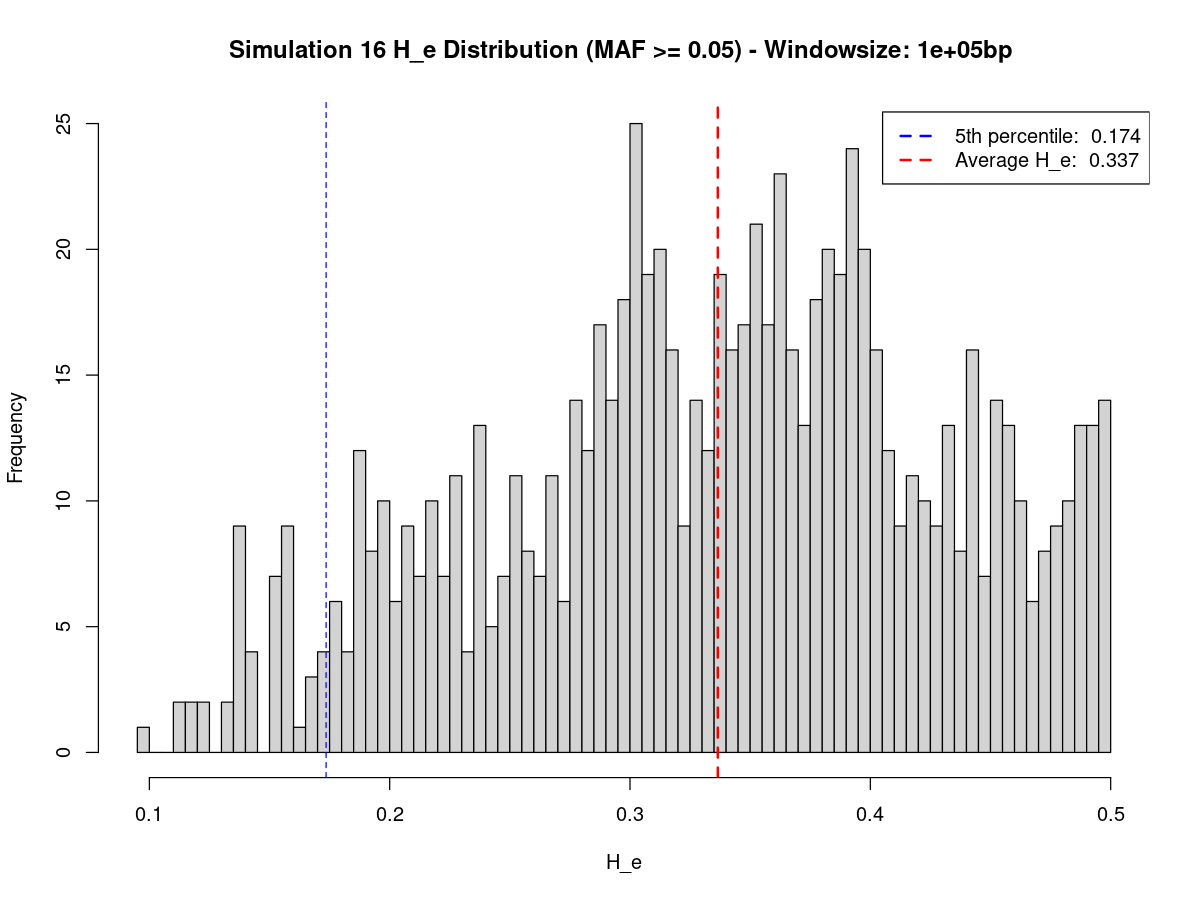 Simulation 16 H_e Distribution (MAF >= 0.05) - Windowsize: 1e+05bp
5th percentile: 0.174
Average H_e: 0.337
Frequency
25
20
15
10
5
0
0.1 0.2 0.3 0.4 0.5
H_e